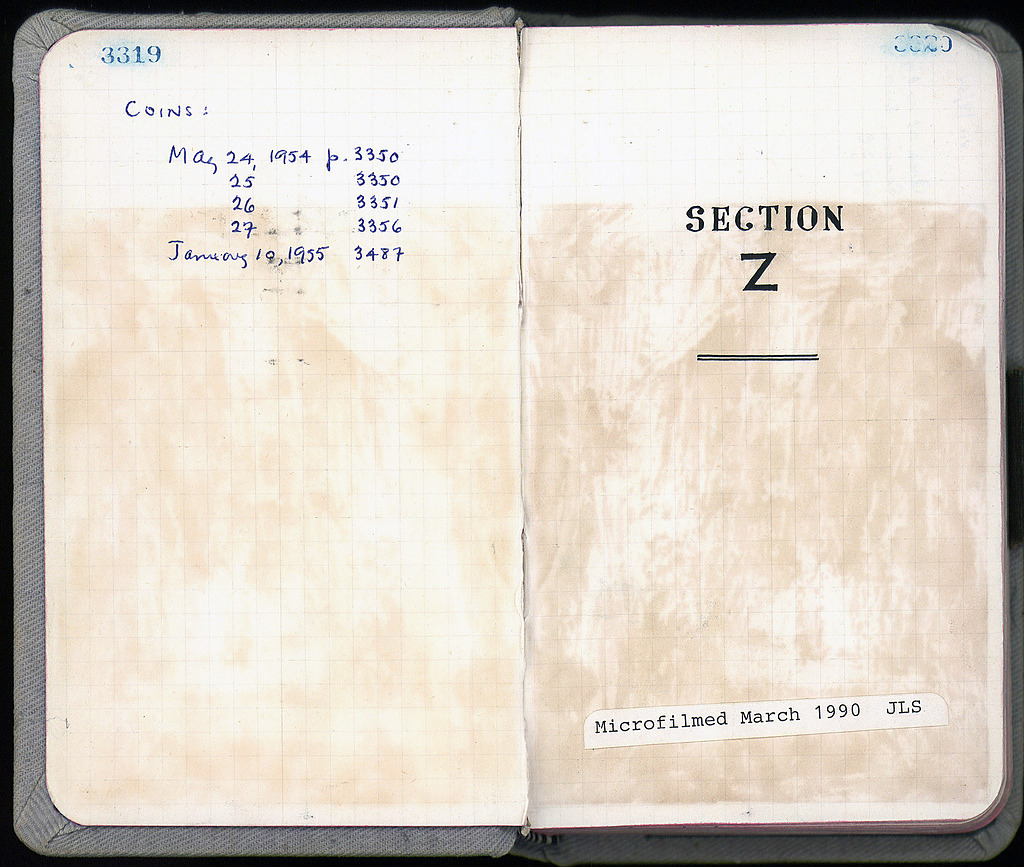 3319
COINS:
May 24, 1954 p. 3350
25 3350
26 3351
27 3356
January 10, 1955 3487
3320
SECTION
Z
Microfilmed March 1990 JLS